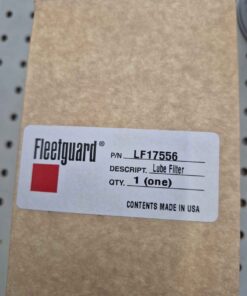 Fleetguard®
P/N LF17556
DESCRIPT. Lube Filter
QTY. 1 (one)
CONTENTS MADE IN USA